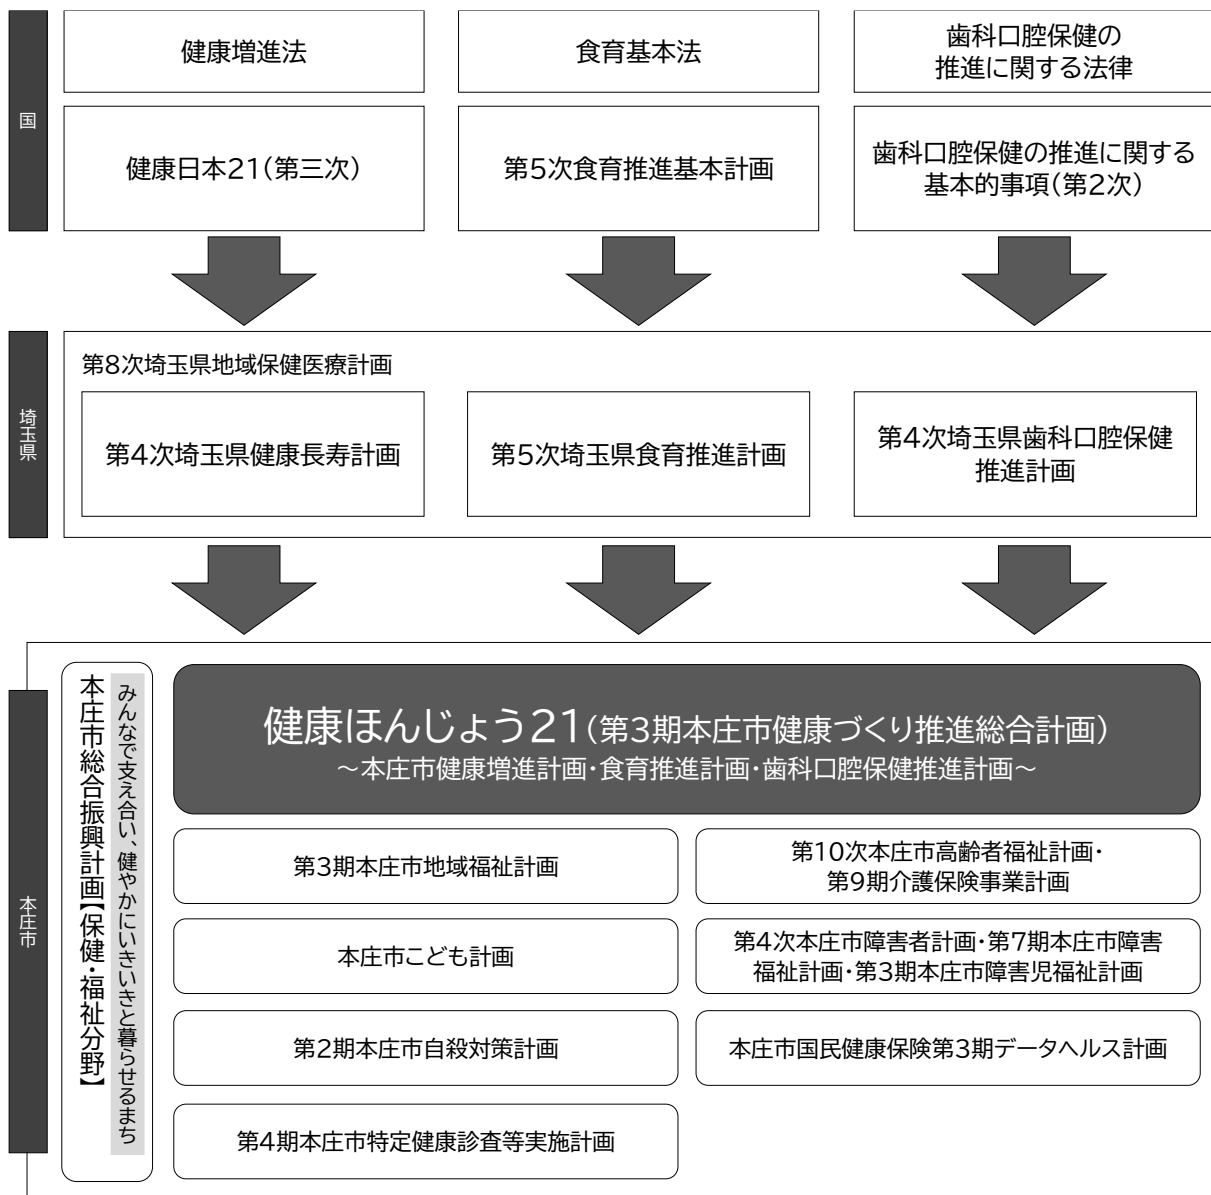 国
健康増進法
食育基本法
歯科口腔保健の
推進に関する法律
健康日本21(第三次)
第5次食育推進基本計画
歯科口腔保健の推進に関する
基本的事項(第2次)
埼玉県
第8次埼玉県地域保健医療計画
第4次埼玉県健康長寿計画
第5次埼玉県食育推進計画
第4次埼玉県歯科口腔保健
推進計画
本庄市
本庄市総合振興計画【保健・福祉分野】
みんなで支え合い、健やかにいきいきと暮らせるまち
健康ほんじょう21(第3期本庄市健康づくり推進総合計画)
～本庄市健康増進計画・食育推進計画・歯科口腔保健推進計画～
第3期本庄市地域福祉計画
第10次本庄市高齢者福祉計画・
第9期介護保険事業計画
本庄市こども計画
第4次本庄市障害者計画・第7期本庄市障害
福祉計画・第3期本庄市障害児福祉計画
第2期本庄市自殺対策計画
本庄市国民健康保険第3期データヘルス計画
第4期本庄市特定健康診査等実施計画